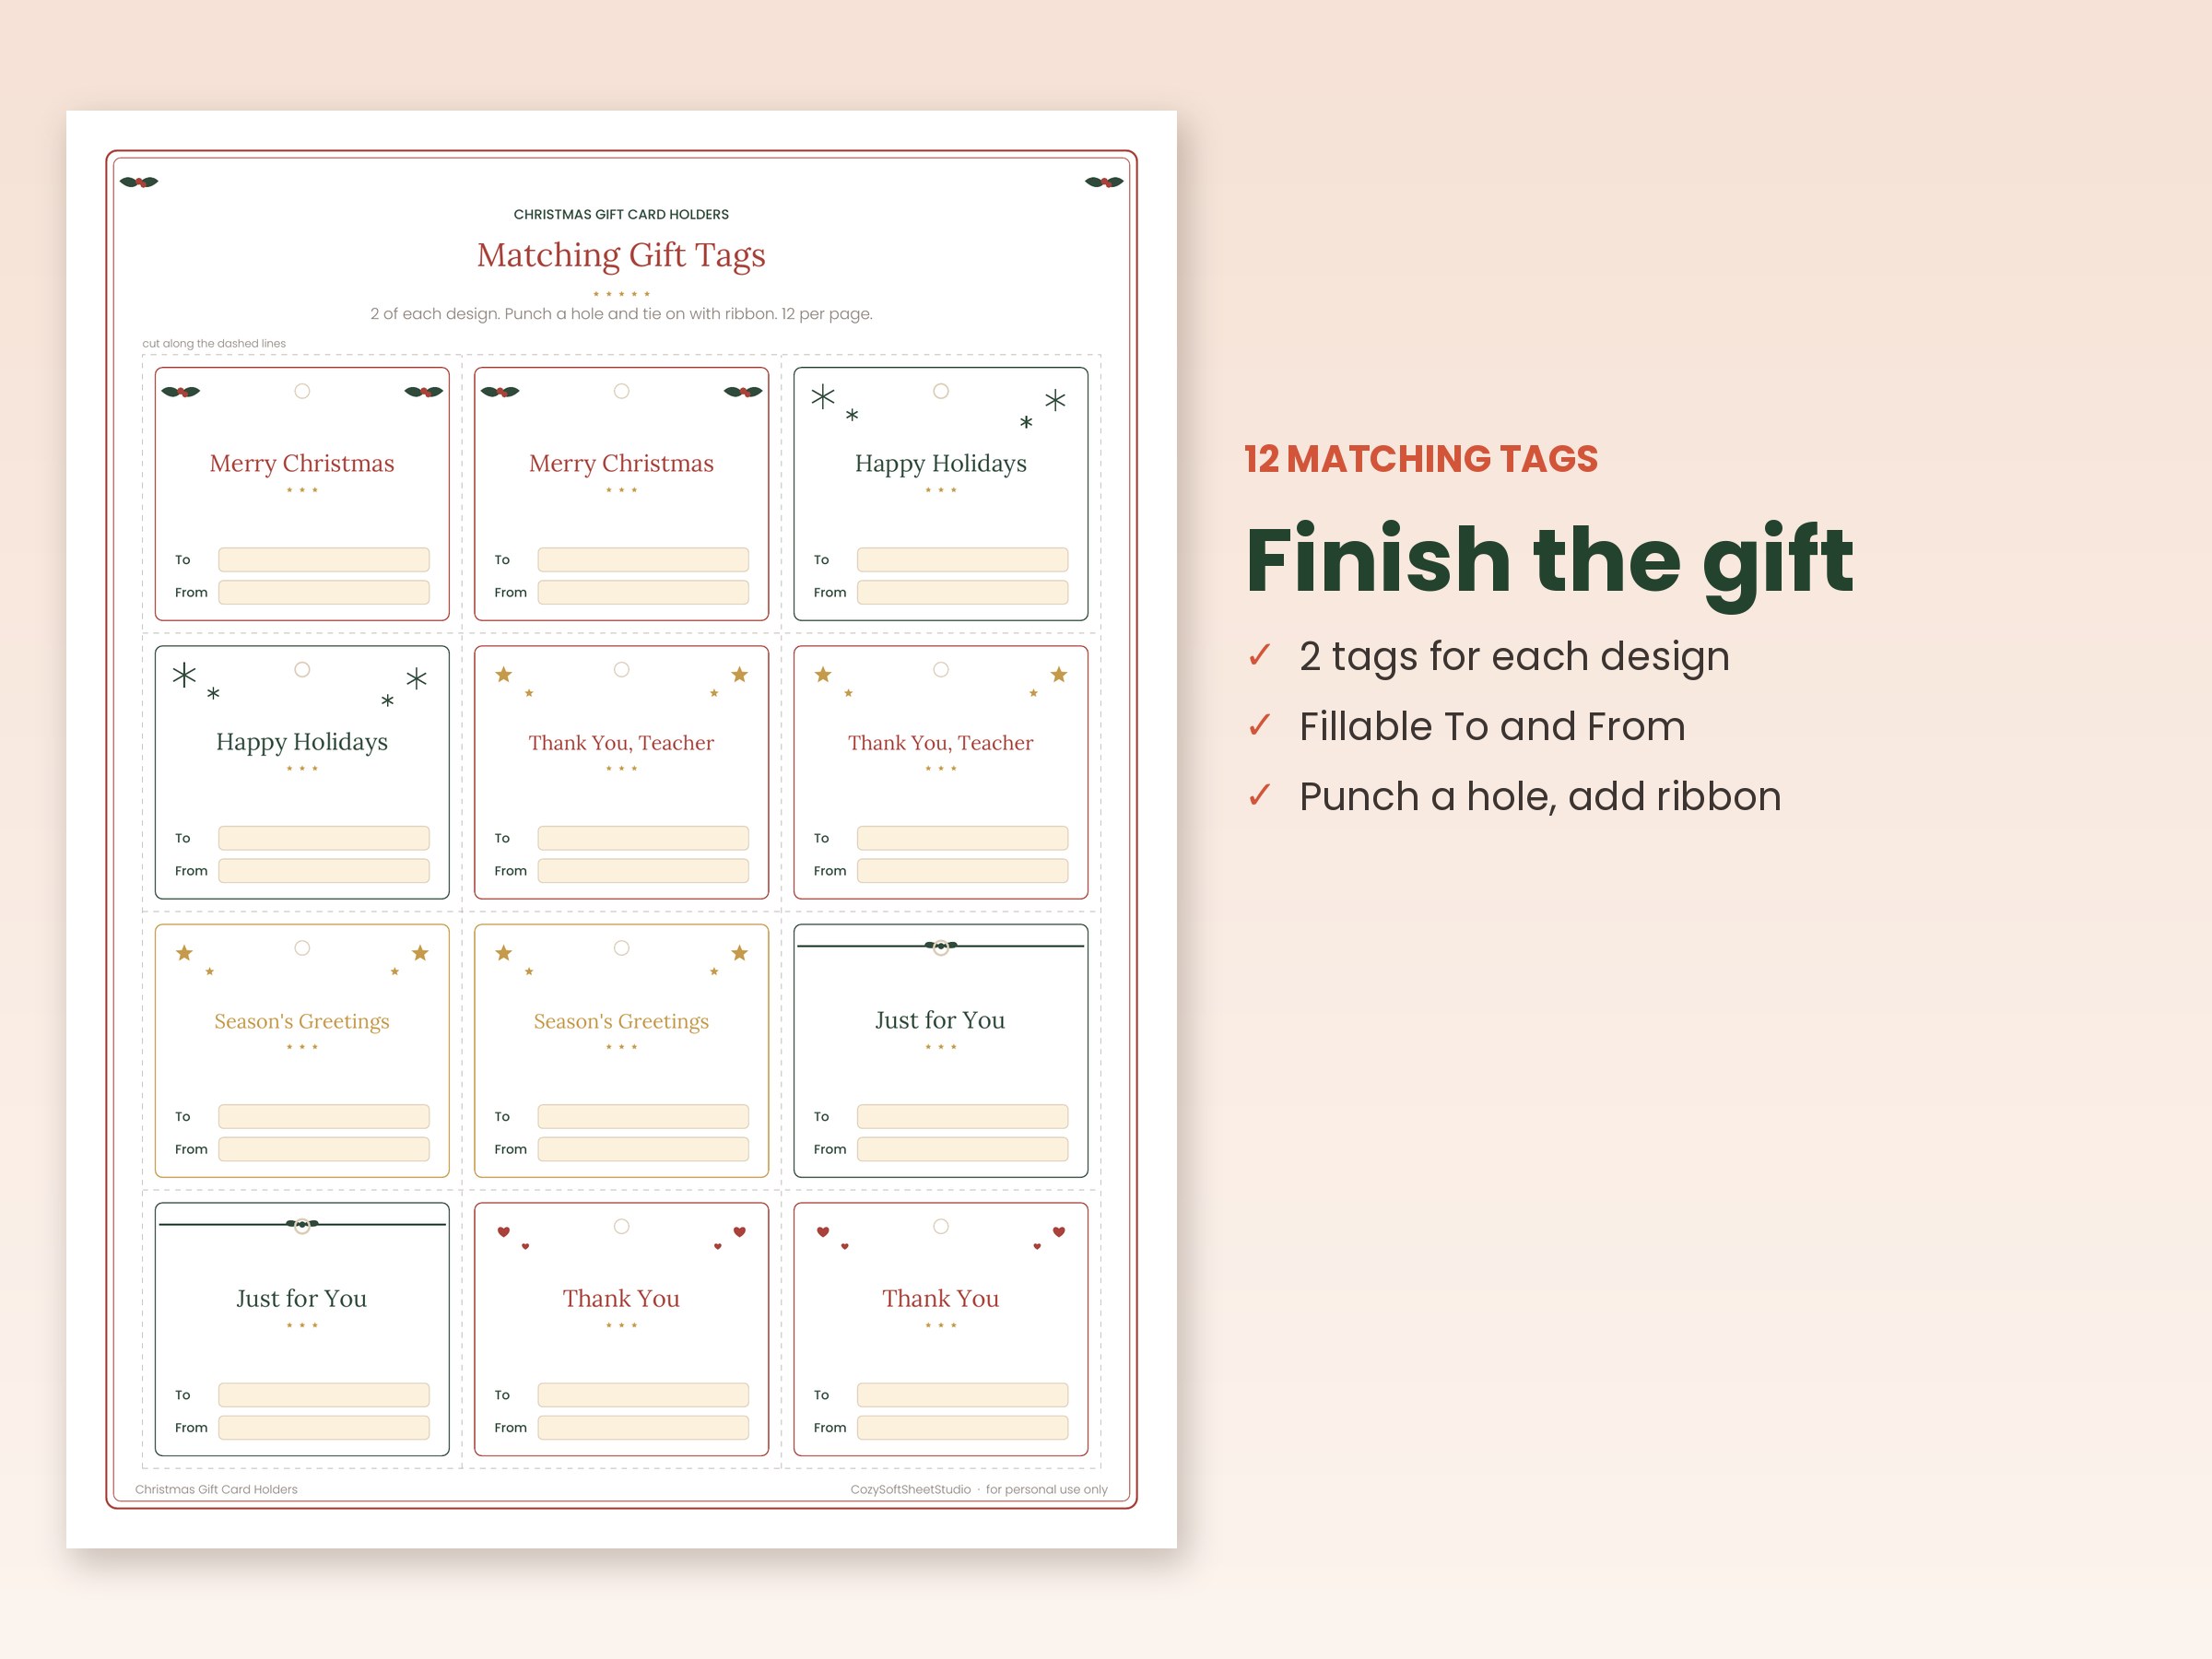 CHRISTMAS GIFT CARD HOLDERS
Matching Gift Tags
2 of each design. Punch a hole and tie on with ribbon. 12 per page.
cut along the dashed lines
Merry Christmas
To
From
Merry Christmas
To
From
Happy Holidays
To
From
Happy Holidays
To
From
Thank You, Teacher
To
From
Thank You, Teacher
To
From
Season's Greetings
To
From
Season's Greetings
To
From
Just for You
To
From
Just for You
To
From
Thank You
To
From
Thank You
To
From
Christmas Gift Card Holders
CozySoftSheetStudio · for personal use only
12 MATCHING TAGS
Finish the gift
✓ 2 tags for each design
✓ Fillable To and From
✓ Punch a hole, add ribbon